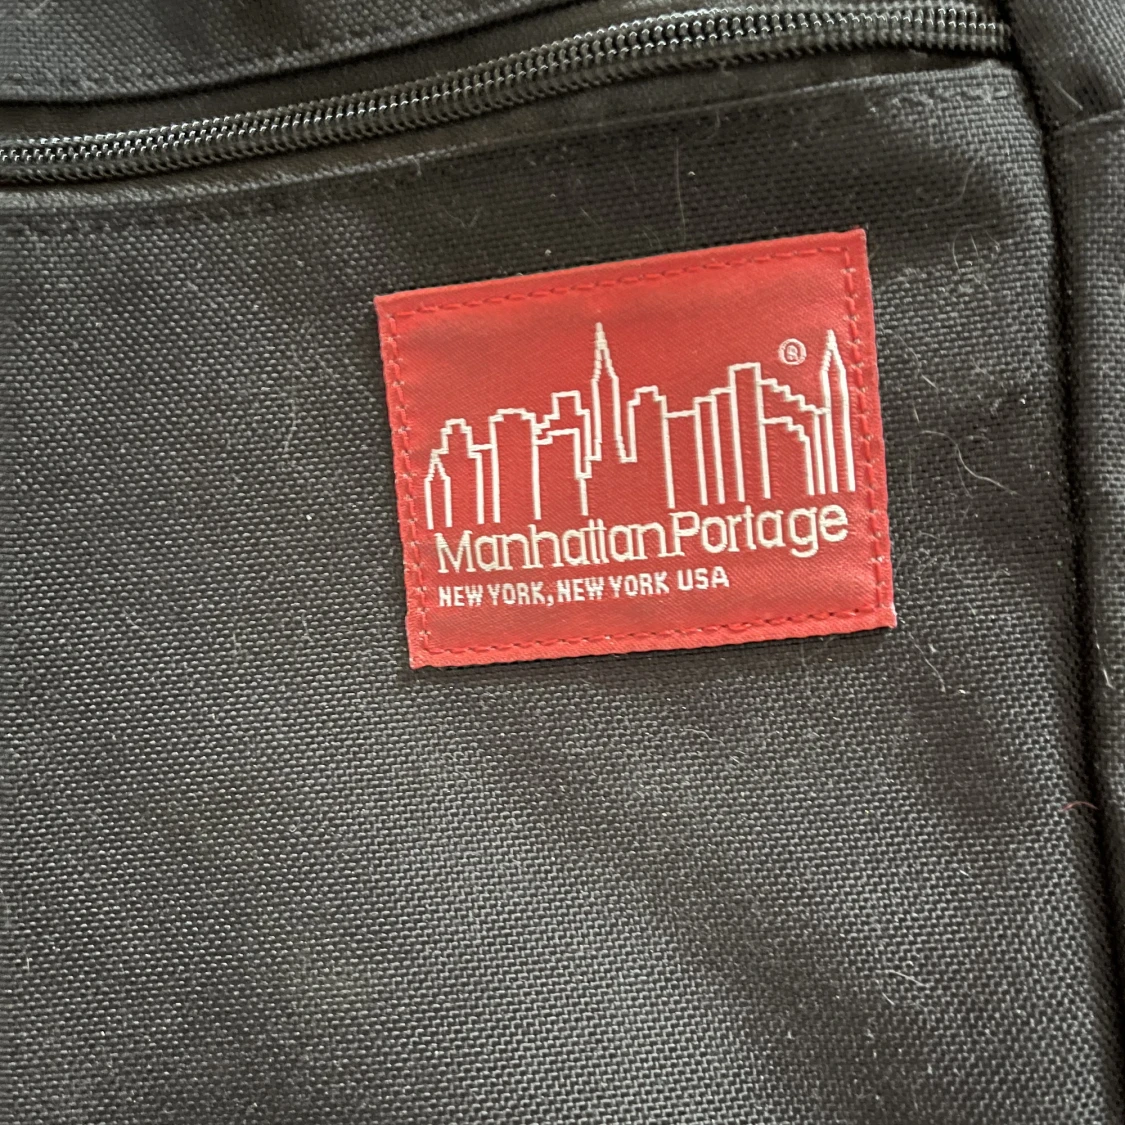 ®
ManhattanPortage
NEW YORK, NEW YORK USA